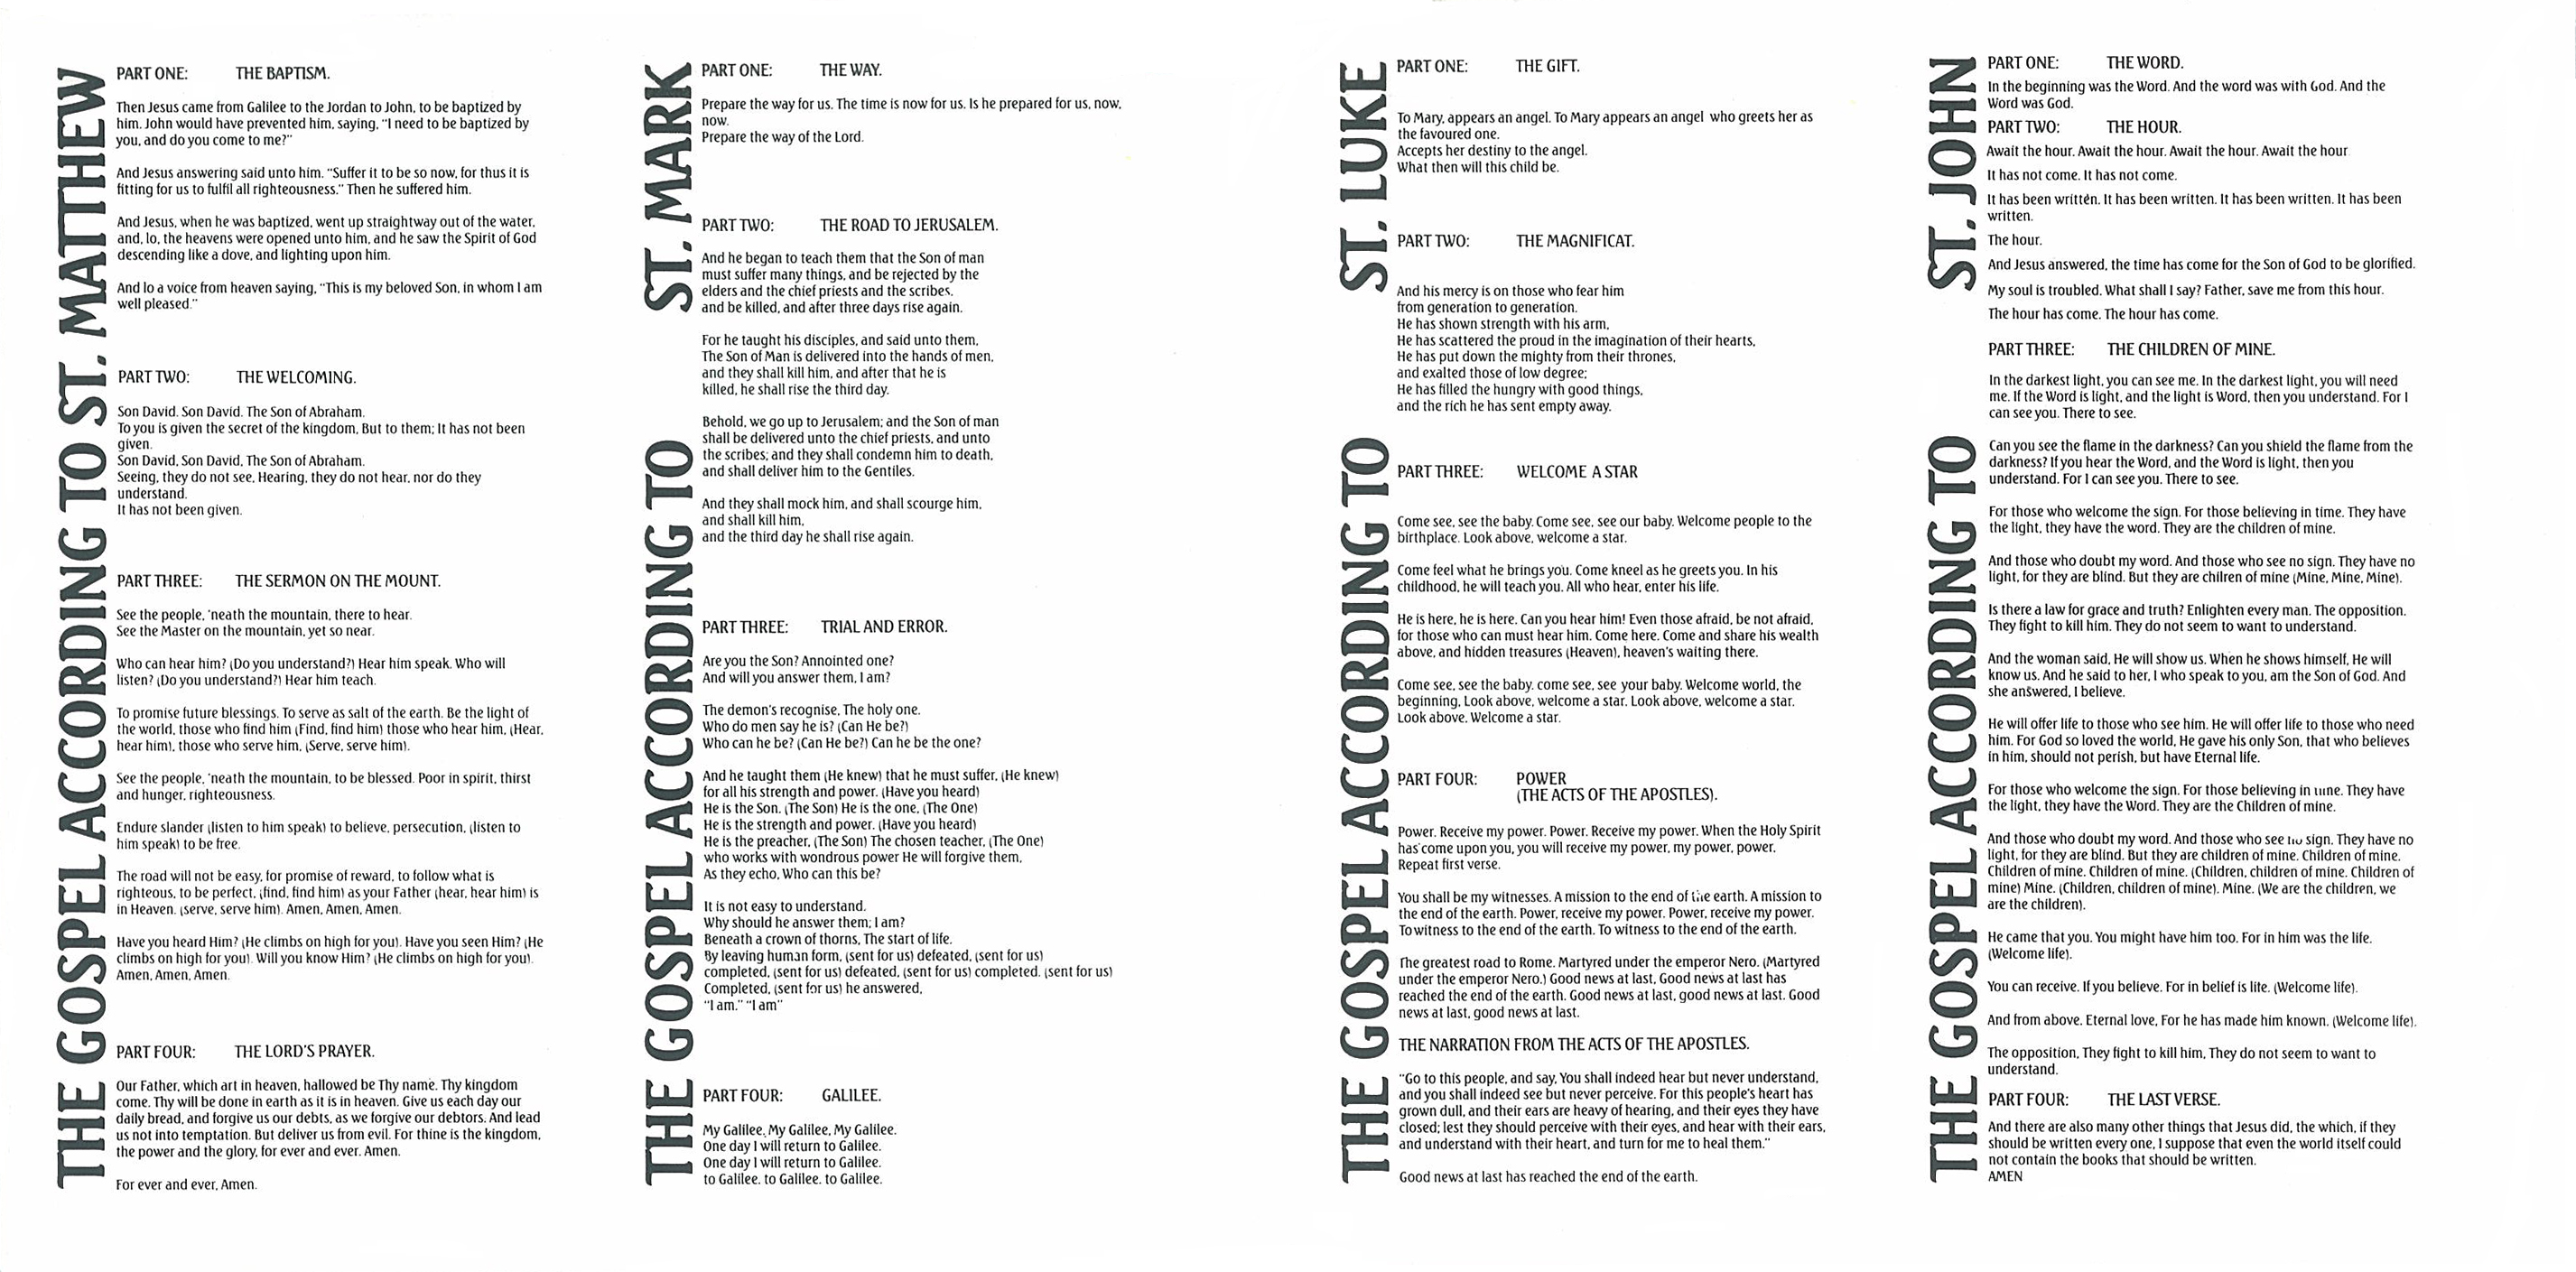 THE GOSPEL ACCORDING TO ST. MATTHEW
PART ONE: THE BAPTISM.
Then Jesus came from Galilee to the Jordan to John, to be baptized by
him. John would have prevented him, saying, "I need to be baptized by
you, and do you come to me?"
And Jesus answering said unto him. "Suffer it to be so now, for thus it is
fitting for us to fulfil all righteousness." Then he suffered him.
And Jesus, when he was baptized, went up straightway out of the water,
and, lo, the heavens were opened unto him, and he saw the Spirit of God
descending like a dove, and lighting upon him.
And lo a voice from heaven saying, "This is my beloved Son, in whom I am
well pleased."
PART TWO: THE WELCOMING.
Son David. Son David. The Son of Abraham.
To you is given the secret of the kingdom, But to them; It has not been
given.
Son David, Son David, The Son of Abraham.
Seeing, they do not see, Hearing, they do not hear, nor do they
understand.
It has not been given.
PART THREE: THE SERMON ON THE MOUNT.
See the people, 'neath the mountain, there to hear.
See the Master on the mountain, yet so near.
Who can hear him? (Do you understand?) Hear him speak. Who will
listen? (Do you understand?) Hear him teach.
To promise future blessings. To serve as salt of the earth. Be the light of
the world, those who find him (Find, find him) those who hear him, (Hear,
hear him), those who serve him, (Serve, serve him).
See the people, 'neath the mountain, to be blessed. Poor in spirit, thirst
and hunger, righteousness.
Endure slander (listen to him speak) to believe, persecution, (listen to
him speak) to be free.
The road will not be easy, for promise of reward, to follow what is
righteous, to be perfect, (find, find him) as your Father (hear, hear him) is
in Heaven. (serve, serve him). Amen, Amen, Amen.
Have you heard Him? (He climbs on high for you). Have you seen Him? (He
climbs on high for you). Will you know Him? (He climbs on high for you).
Amen, Amen, Amen.
PART FOUR: THE LORD'S PRAYER.
Our Father, which art in heaven, hallowed be Thy name. Thy kingdom
come. Thy will be done in earth as it is in heaven. Give us each day our
daily bread, and forgive us our debts, as we forgive our debtors. And lead
us not into temptation. But deliver us from evil. For thine is the kingdom,
the power and the glory, for ever and ever. Amen.
For ever and ever, Amen.
THE GOSPEL ACCORDING TO ST. MARK
PART ONE: THE WAY.
Prepare the way for us. The time is now for us. Is he prepared for us, now,
now.
Prepare the way of the Lord.
PART TWO: THE ROAD TO JERUSALEM.
And he began to teach them that the Son of man
must suffer many things, and be rejected by the
elders and the chief priests and the scribes,
and be killed, and after three days rise again.
For he taught his disciples, and said unto them,
The Son of Man is delivered into the hands of men,
and they shall kill him, and after that he is
killed, he shall rise the third day.
Behold, we go up to Jerusalem; and the Son of man
shall be delivered unto the chief priests, and unto
the scribes; and they shall condemn him to death,
and shall deliver him to the Gentiles.
And they shall mock him, and shall scourge him,
and shall kill him,
and the third day he shall rise again.
PART THREE: TRIAL AND ERROR.
Are you the Son? Annointed one?
And will you answer them, I am?
The demon's recognise, The holy one.
Who do men say he is? (Can He be?)
Who can he be? (Can He be?) Can he be the one?
And he taught them (He knew) that he must suffer, (He knew)
for all his strength and power. (Have you heard)
He is the Son. (The Son) He is the one, (The One)
He is the strength and power. (Have you heard)
He is the preacher, (The Son) The chosen teacher, (The One)
who works with wondrous power He will forgive them,
As they echo, Who can this be?
It is not easy to understand.
Why should he answer them; I am?
Beneath a crown of thorns, The start of life.
By leaving human form, (sent for us) defeated, (sent for us)
completed, (sent for us) defeated, (sent for us) completed. (sent for us)
Completed, (sent for us) he answered,
"I am." "I am"
PART FOUR: GALILEE.
My Galilee, My Galilee, My Galilee.
One day I will return to Galilee.
One day I will return to Galilee.
to Galilee. to Galilee. to Galilee.
THE GOSPEL ACCORDING TO ST. LUKE
PART ONE: THE GIFT.
To Mary, appears an angel. To Mary appears an angel who greets her as
the favoured one.
Accepts her destiny to the angel.
What then will this child be.
PART TWO: THE MAGNIFICAT.
And his mercy is on those who fear him
from generation to generation.
He has shown strength with his arm,
He has scattered the proud in the imagination of their hearts,
He has put down the mighty from their thrones,
and exalted those of low degree;
He has filled the hungry with good things,
and the rich he has sent empty away.
PART THREE: WELCOME A STAR
Come see, see the baby. Come see, see our baby. Welcome people to the
birthplace. Look above, welcome a star.
Come feel what he brings you. Come kneel as he greets you. In his
childhood, he will teach you. All who hear, enter his life.
He is here, he is here. Can you hear him! Even those afraid, be not afraid,
for those who can must hear him. Come here. Come and share his wealth
above, and hidden treasures (Heaven), heaven's waiting there.
Come see, see the baby. come see, see your baby. Welcome world, the
beginning, Look above, welcome a star. Look above, welcome a star.
Look above. Welcome a star.
PART FOUR: POWER
(THE ACTS OF THE APOSTLES).
Power. Receive my power. Power. Receive my power. When the Holy Spirit
has come upon you, you will receive my power, my power, power.
Repeat first verse.
You shall be my witnesses. A mission to the end of the earth. A mission to
the end of the earth. Power, receive my power. Power, receive my power.
To witness to the end of the earth. To witness to the end of the earth.
The greatest road to Rome. Martyred under the emperor Nero. (Martyred
under the emperor Nero.) Good news at last, Good news at last has
reached the end of the earth. Good news at last, good news at last. Good
news at last, good news at last.
THE NARRATION FROM THE ACTS OF THE APOSTLES.
"Go to this people, and say, You shall indeed hear but never understand,
and you shall indeed see but never perceive. For this people's heart has
grown dull, and their ears are heavy of hearing, and their eyes they have
closed; lest they should perceive with their eyes, and hear with their ears,
and understand with their heart, and turn for me to heal them."
Good news at last has reached the end of the earth.
THE GOSPEL ACCORDING TO ST. JOHN
PART ONE: THE WORD.
In the beginning was the Word. And the word was with God. And the
Word was God.
PART TWO: THE HOUR.
Await the hour. Await the hour. Await the hour. Await the hour
It has not come. It has not come.
It has been written. It has been written. It has been written. It has been
written.
The hour.
And Jesus answered, the time has come for the Son of God to be glorified.
My soul is troubled. What shall I say? Father, save me from this hour.
The hour has come. The hour has come.
PART THREE: THE CHILDREN OF MINE.
In the darkest light, you can see me. In the darkest light, you will need
me. If the Word is light, and the light is Word, then you understand. For I
can see you. There to see.
Can you see the flame in the darkness? Can you shield the flame from the
darkness? If you hear the Word, and the Word is light, then you
understand. For I can see you. There to see.
For those who welcome the sign. For those believing in time. They have
the light, they have the word. They are the children of mine.
And those who doubt my word. And those who see no sign. They have no
light, for they are blind. But they are chilren of mine (Mine, Mine, Mine).
Is there a law for grace and truth? Enlighten every man. The opposition.
They fight to kill him. They do not seem to want to understand.
And the woman said, He will show us. When he shows himself, He will
know us. And he said to her, I who speak to you, am the Son of God. And
she answered, I believe.
He will offer life to those who see him. He will offer life to those who need
him. For God so loved the world, He gave his only Son, that who believes
in him, should not perish, but have Eternal life.
For those who welcome the sign. For those believing in time. They have
the light, they have the Word. They are the Children of mine.
And those who doubt my word. And those who see no sign. They have no
light, for they are blind. But they are children of mine. Children of mine.
Children of mine. Children of mine. (Children, children of mine. Children of
mine) Mine. (Children, children of mine). Mine. (We are the children, we
are the children).
He came that you. You might have him too. For in him was the life.
(Welcome life).
You can receive. If you believe. For in belief is life. (Welcome life).
And from above. Eternal love, For he has made him known. (Welcome life).
The opposition, They fight to kill him, They do not seem to want to
understand.
PART FOUR: THE LAST VERSE.
And there are also many other things that Jesus did, the which, if they
should be written every one, I suppose that even the world itself could
not contain the books that should be written.
AMEN